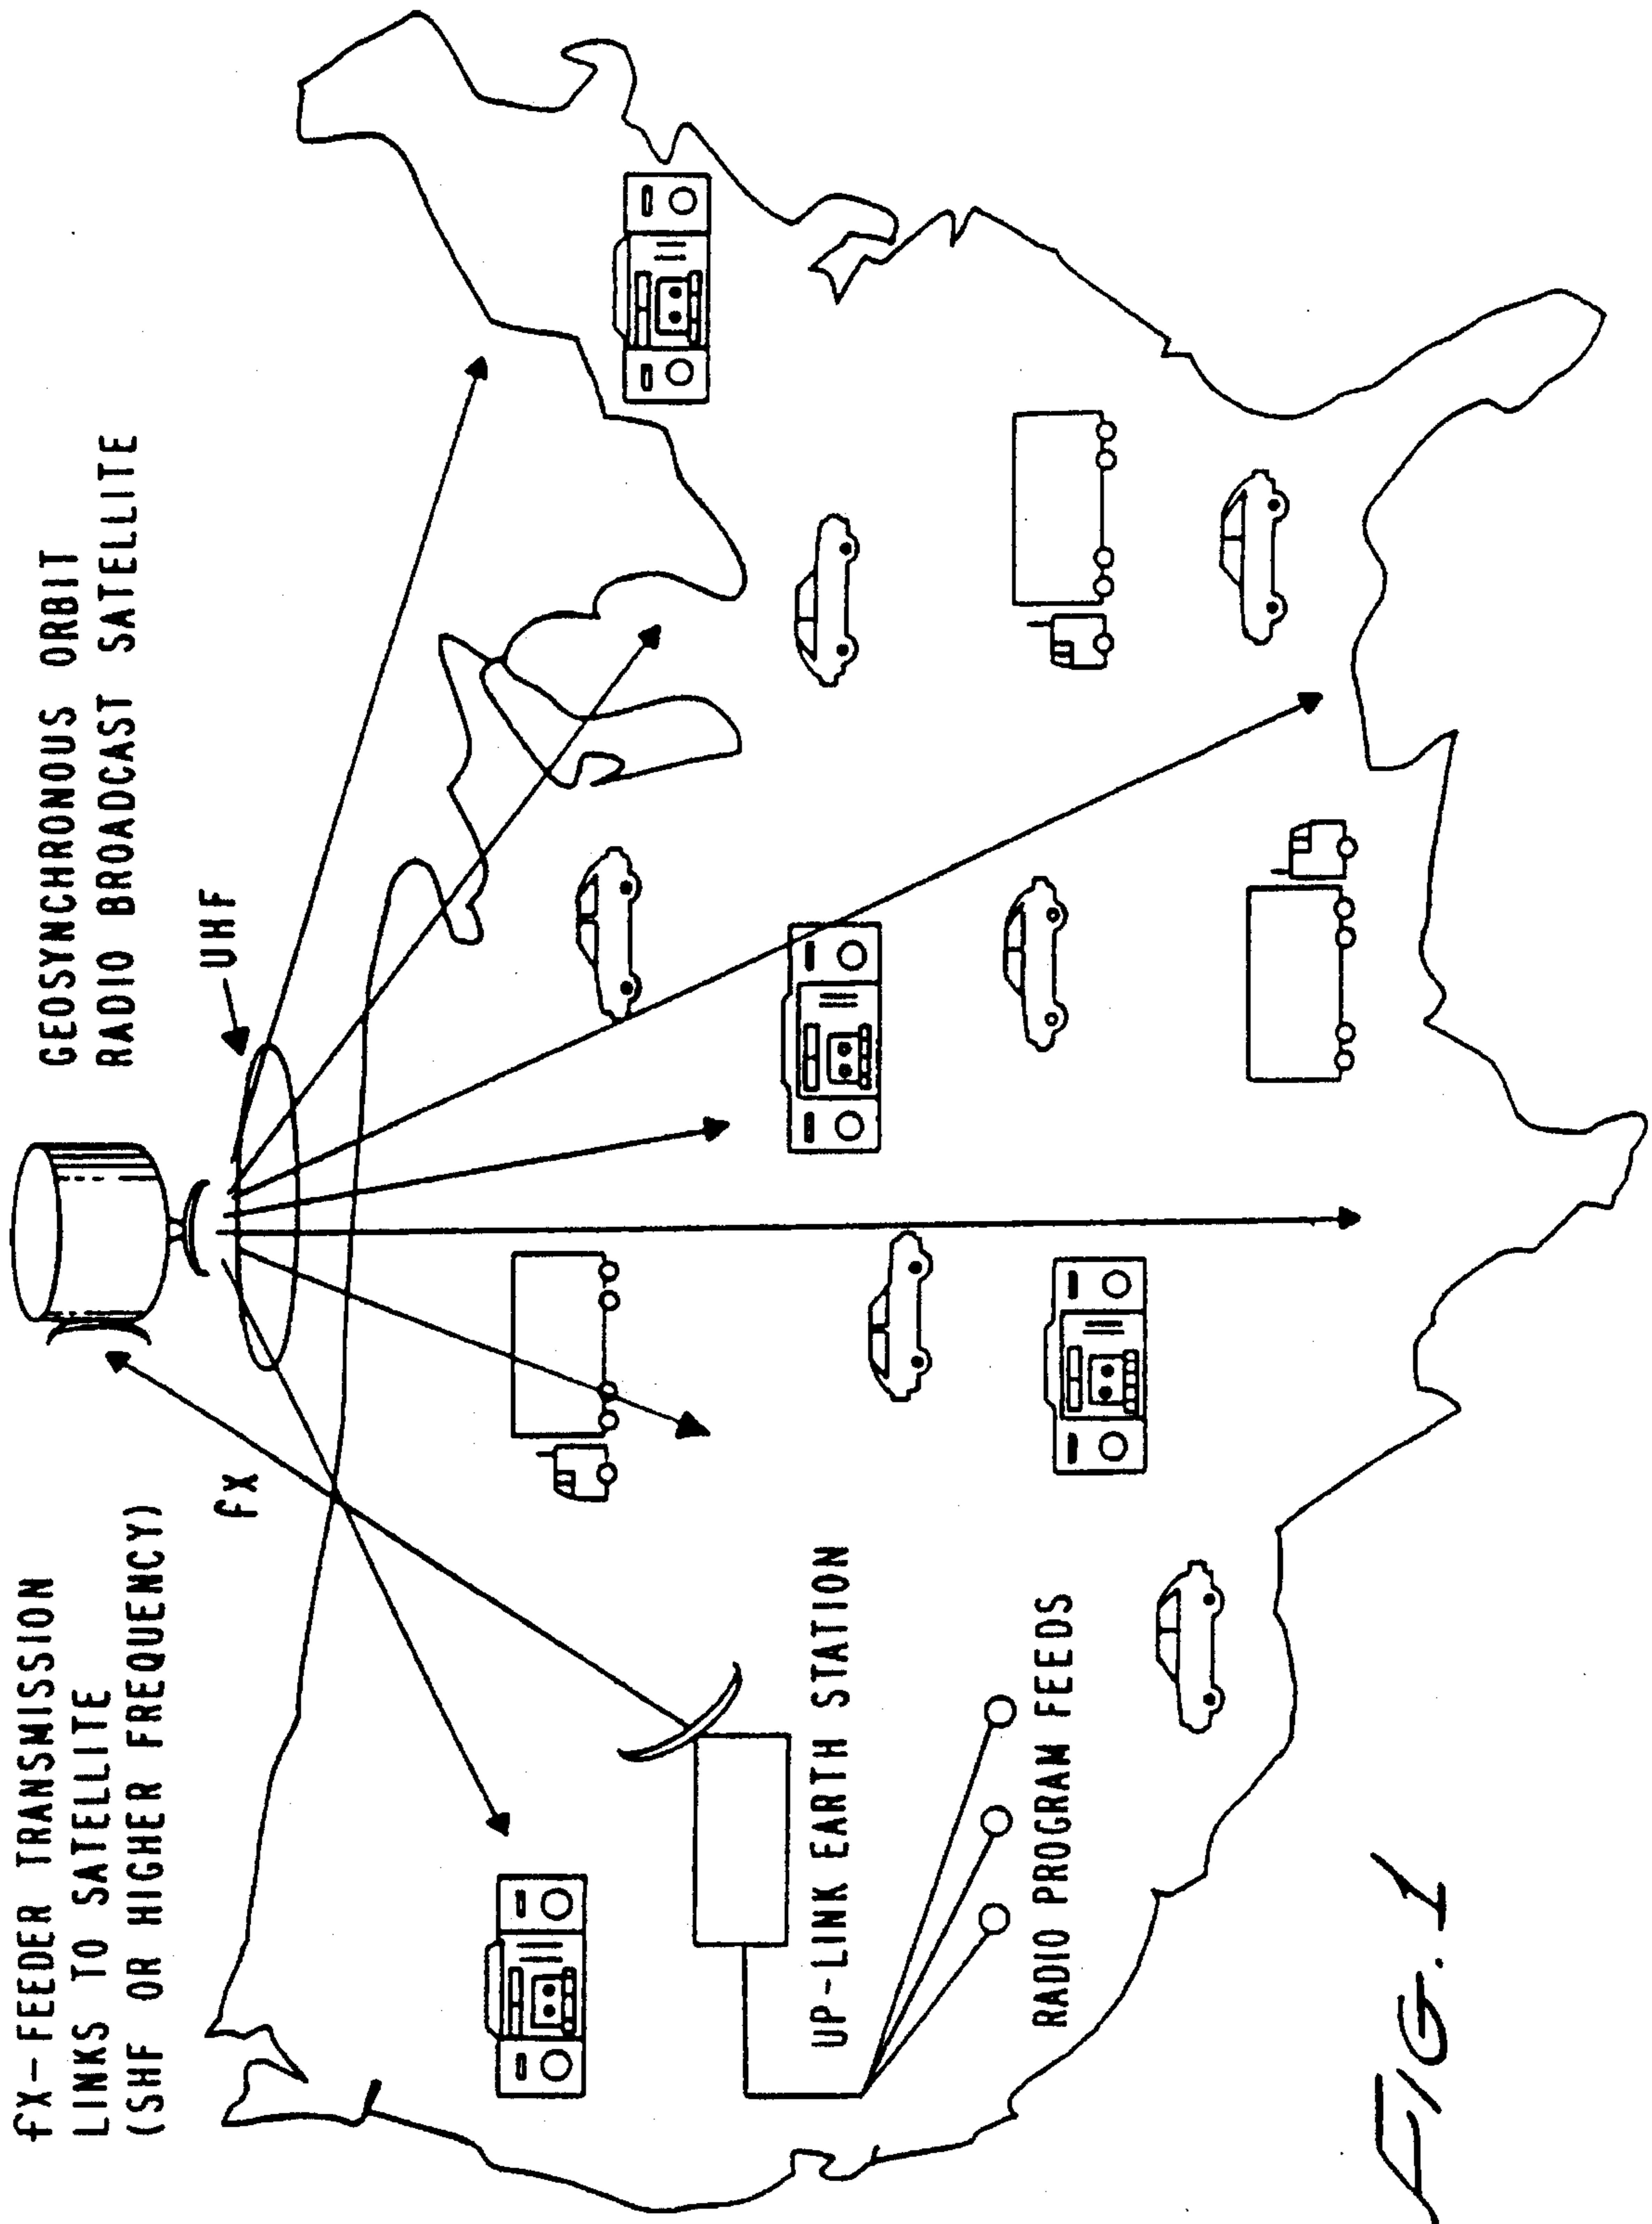 fX-FEEDER TRANSMISSION
LINKS TO SATELLITE
(SHF OR HIGHER FREQUENCY)
GEOSYNCHRONOUS ORBIT
RADIO BROADCAST SATELLITE
UHF
fX
UP-LINK EARTH STATION
RADIO PROGRAM FEEDS
FIG. 1